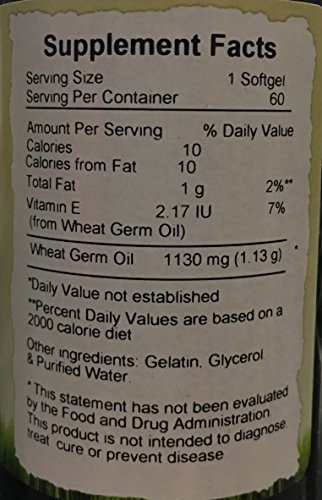 Supplement Facts
Serving Size 1 Softgel
Serving Per Container 60
Amount Per Serving % Daily Value
Calories 10
Calories from Fat 10
Total Fat 1 g 2%**
Vitamin E 2.17 IU 7%
(from Wheat Germ Oil)
Wheat Germ Oil 1130 mg (1.13 g) *
*Daily Value not established
**Percent Daily Values are based on a
2000 calorie diet
Other ingredients: Gelatin, Glycerol
& Purified Water.
* This statement has not been evaluated
by the Food and Drug Administration
This product is not intended to diagnose
treat cure or prevent disease